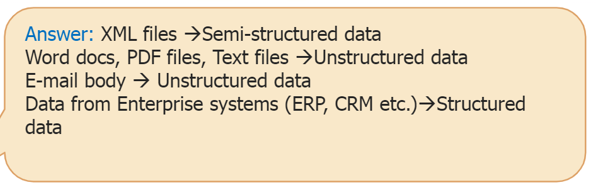 Answer: XML files →Semi-structured data
Word docs, PDF files, Text files →Unstructured data
E-mail body → Unstructured data
Data from Enterprise systems (ERP, CRM etc.)→Structured
data